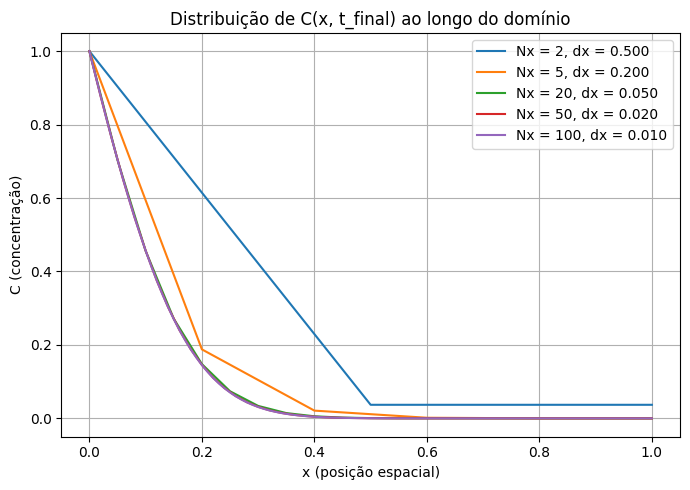 Distribuição de C(x, t_final) ao longo do domínio
Nx = 2, dx = 0.500
Nx = 5, dx = 0.200
Nx = 20, dx = 0.050
Nx = 50, dx = 0.020
Nx = 100, dx = 0.010
C (concentração)
1.0
0.8
0.6
0.4
0.2
0.0
0.0 0.2 0.4 0.6 0.8 1.0
x (posição espacial)